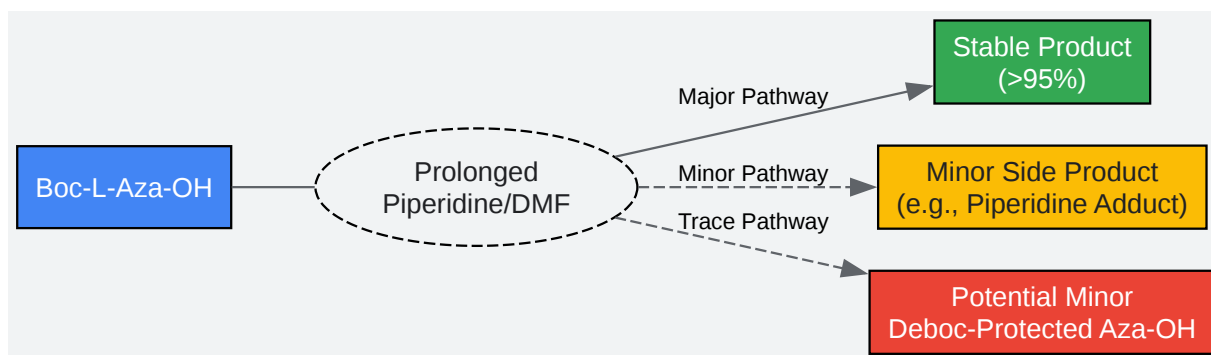 Boc-L-Aza-OH
Prolonged
Piperidine/DMF
Major Pathway
Stable Product
(>95%)
Minor Pathway
Minor Side Product
(e.g., Piperidine Adduct)
Trace Pathway
Potential Minor
Deboc-Protected Aza-OH